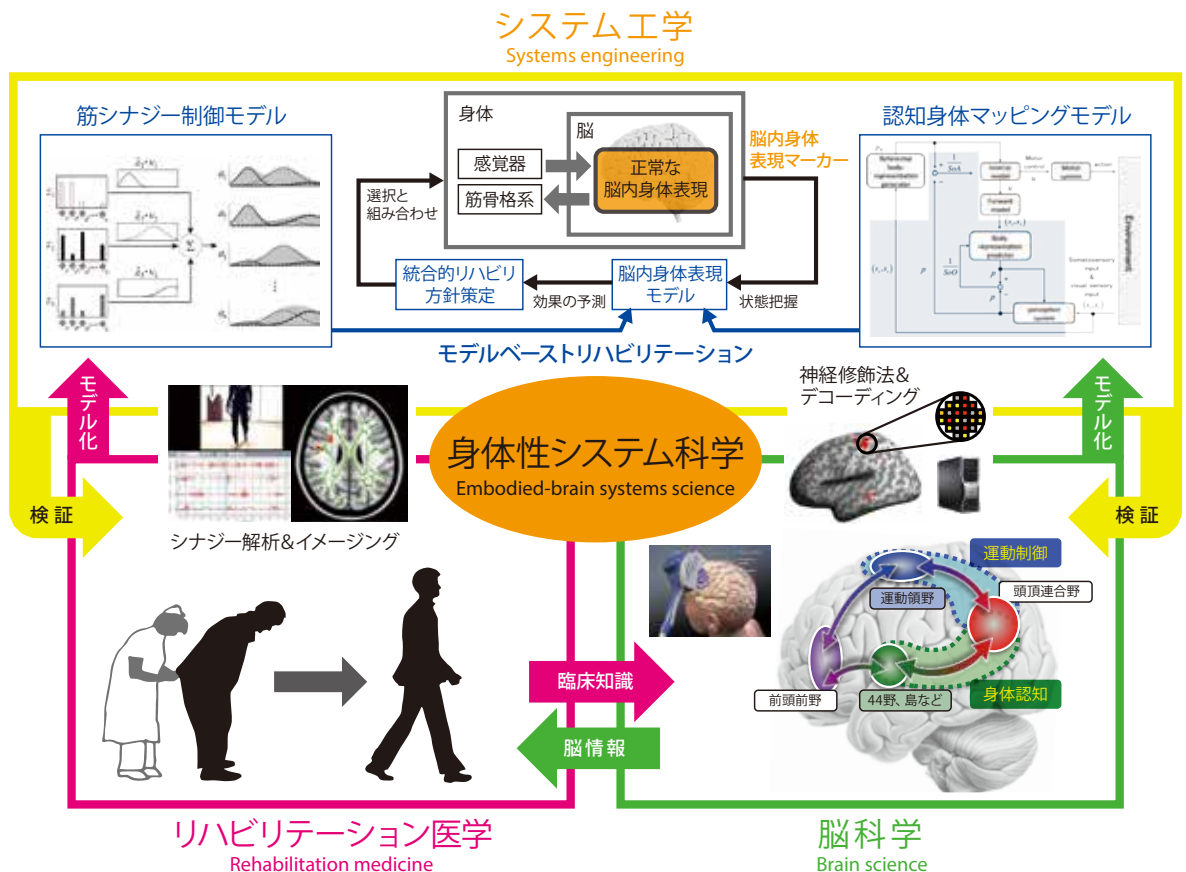 システム工学
Systems engineering
筋シナジー制御モデル
身体
脳
感覚器
筋骨格系
正常な
脳内身体表現
脳内身体
表現マーカー
選択と
組み合わせ
統合的リハビリ
方針策定
効果の予測
脳内身体表現
モデル
状態把握
認知身体マッピングモデル
Motor
control
action
Forward
model
Environment
Somatosensory
input
&
visual sensory
input
モデルベーストリハビリテーション
モデル化
検証
シナジー解析&イメージング
身体性システム科学
Embodied-brain systems science
神経修飾法&
デコーディング
モデル化
検証
運動制御
運動領野
頭頂連合野
前頭前野
44野、島など
身体認知
臨床知識
脳情報
リハビリテーション医学
Rehabilitation medicine
脳科学
Brain science